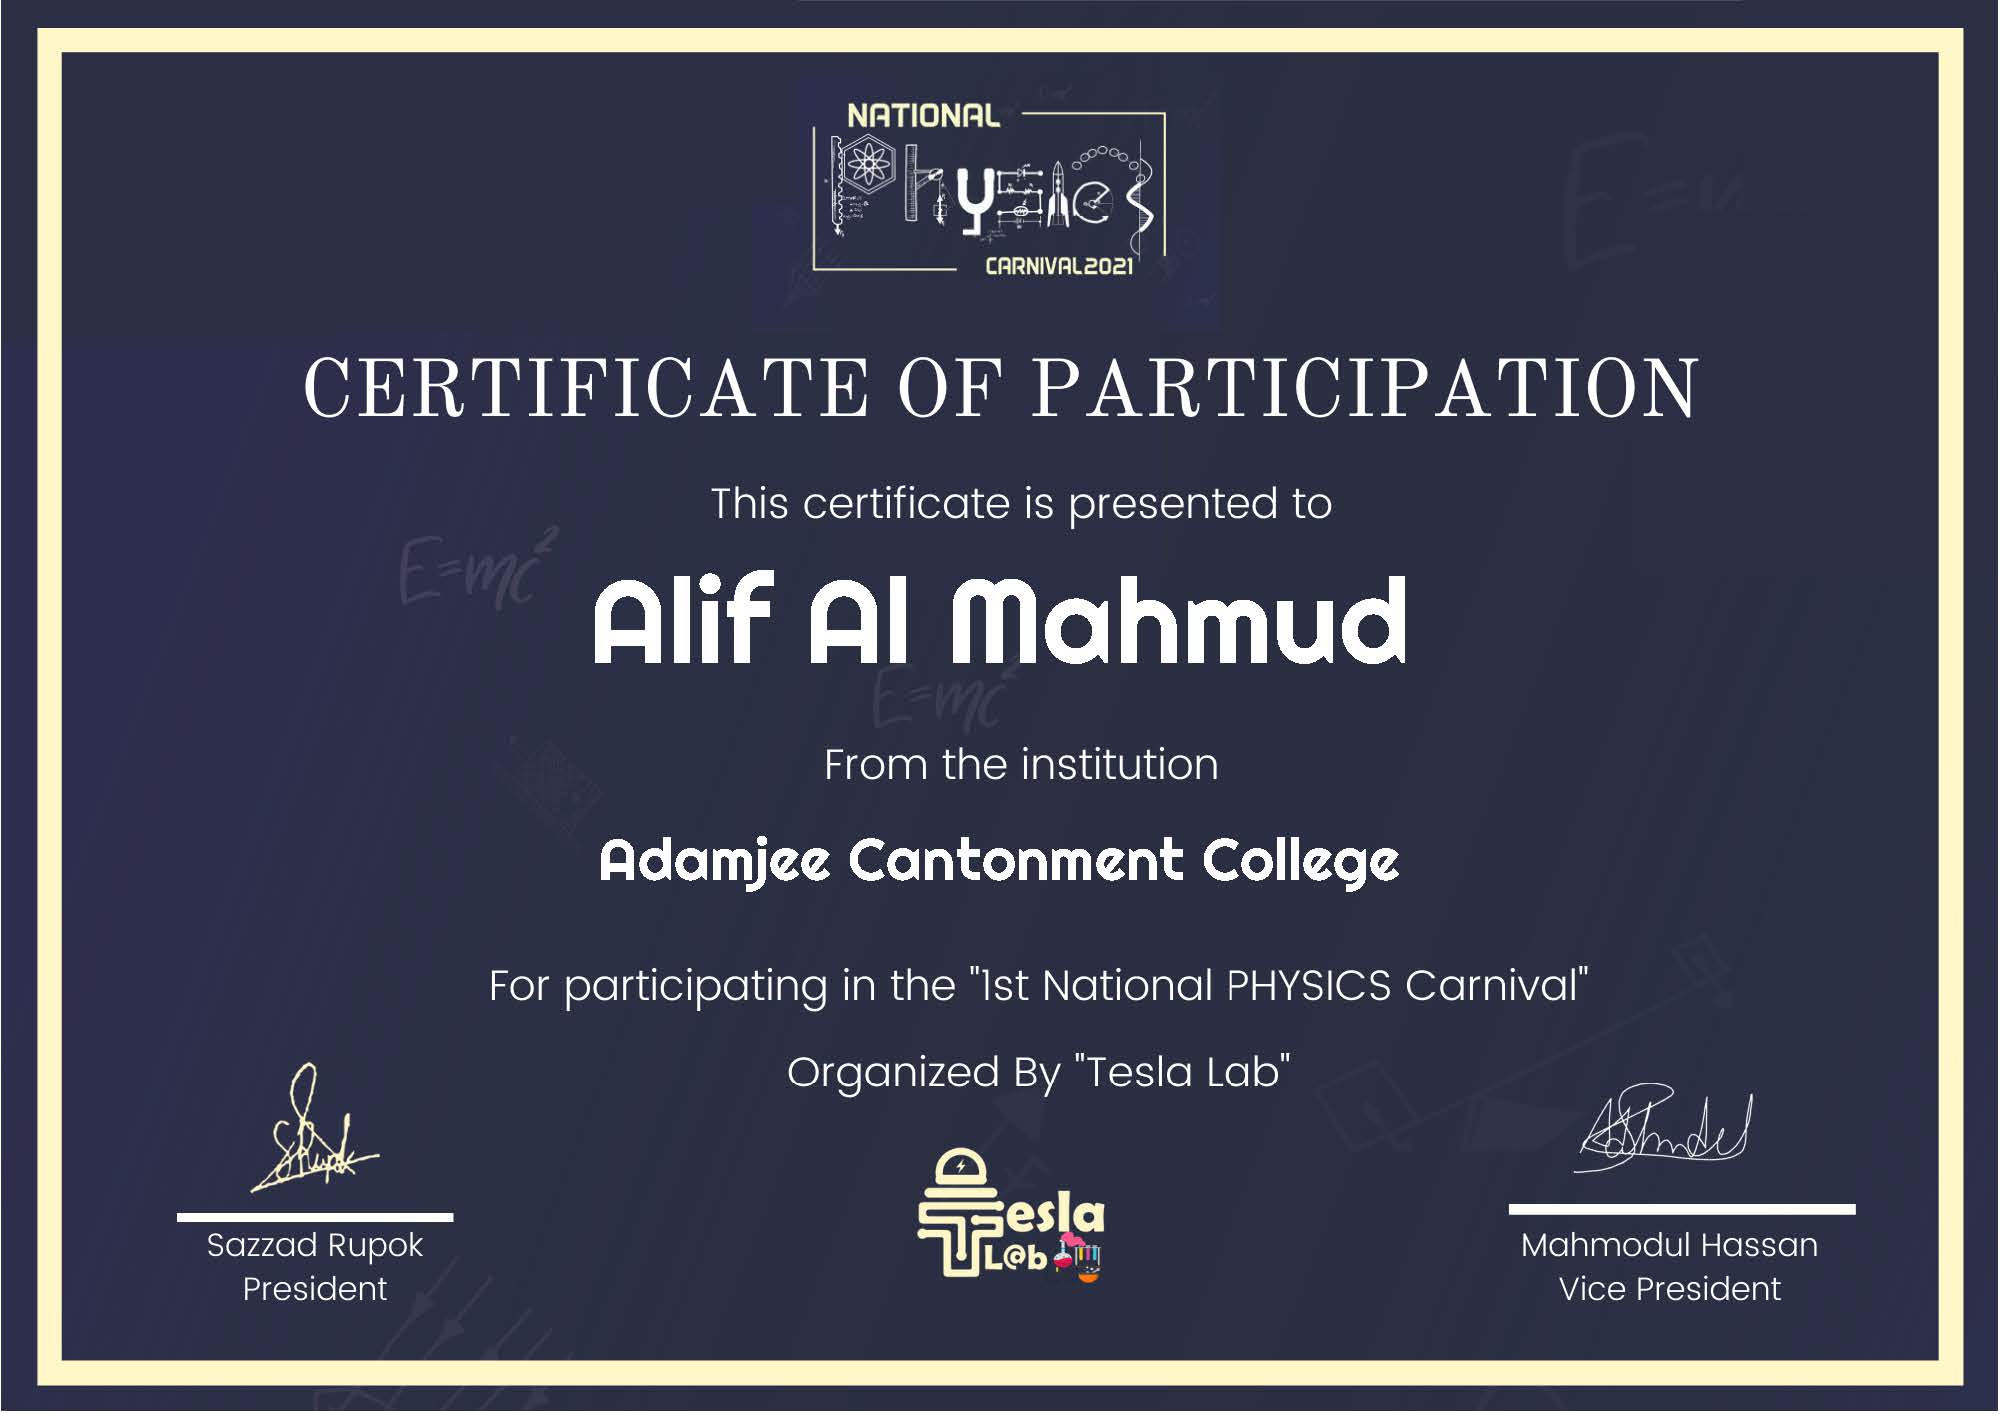 NATIONAL
Physics
CARNIVAL2021
CERTIFICATE OF PARTICIPATION
This certificate is presented to
E=mc²
Alif Al Mahmud
E=mc²
From the institution
Adamjee Cantonment College
For participating in the "1st National PHYSICS Carnival"
Organized By "Tesla Lab"
Tesla
L@b
Sazzad Rupok
President
Mahmodul Hassan
Vice President